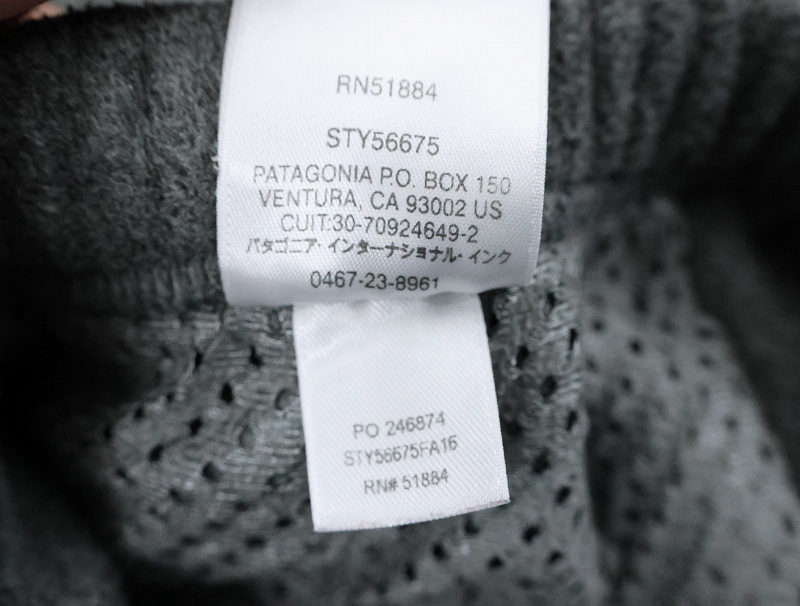 RN51884
STY56675
PATAGONIA P.O. BOX 150
VENTURA, CA 93002 US
CUIT:30-70924649-2
パタゴニア・インターナショナル・インク
0467-23-8961
PO 246874
STY56675FA16
RN# 51884